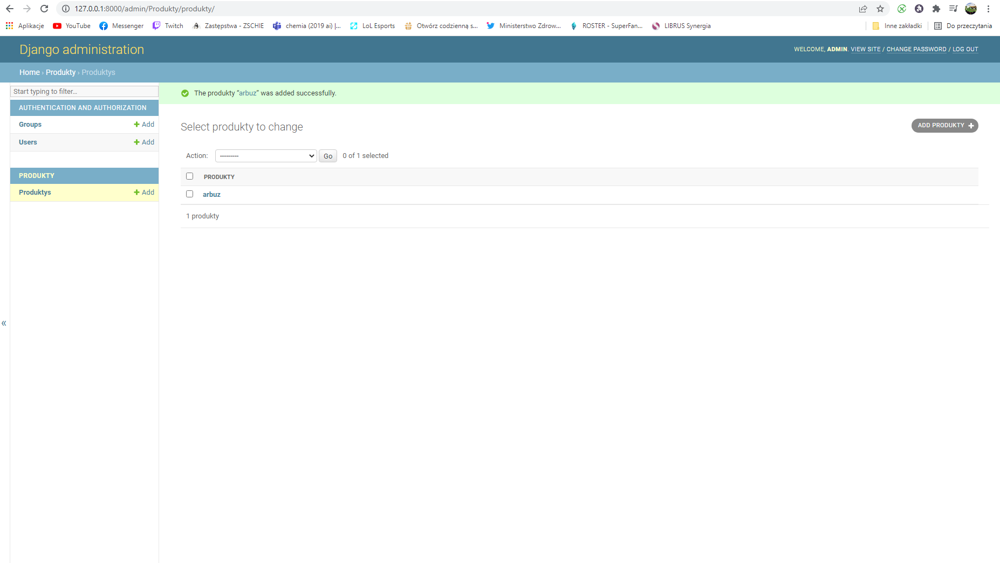 127.0.0.1:8000/admin/Produkty/produkty/
Aplikacje YouTube Messenger Twitch Zastępstwa - ZSCHIE chemia (2019 ai) |... LoL Esports Otwórz codzienną s... Ministerstwo Zdrow... ROSTER - SuperFan... LIBRUS Synergia Inne zakładki Do przeczytania
Django administration
WELCOME, ADMIN. VIEW SITE / CHANGE PASSWORD / LOG OUT
Home › Produkty › Produktys
Start typing to filter...
AUTHENTICATION AND AUTHORIZATION
Groups + Add
Users + Add
PRODUKTY
Produktys + Add
«
The produkty “arbuz” was added successfully.
Select produkty to change
ADD PRODUKTY +
Action: --------- Go 0 of 1 selected
PRODUKTY
arbuz
1 produkty